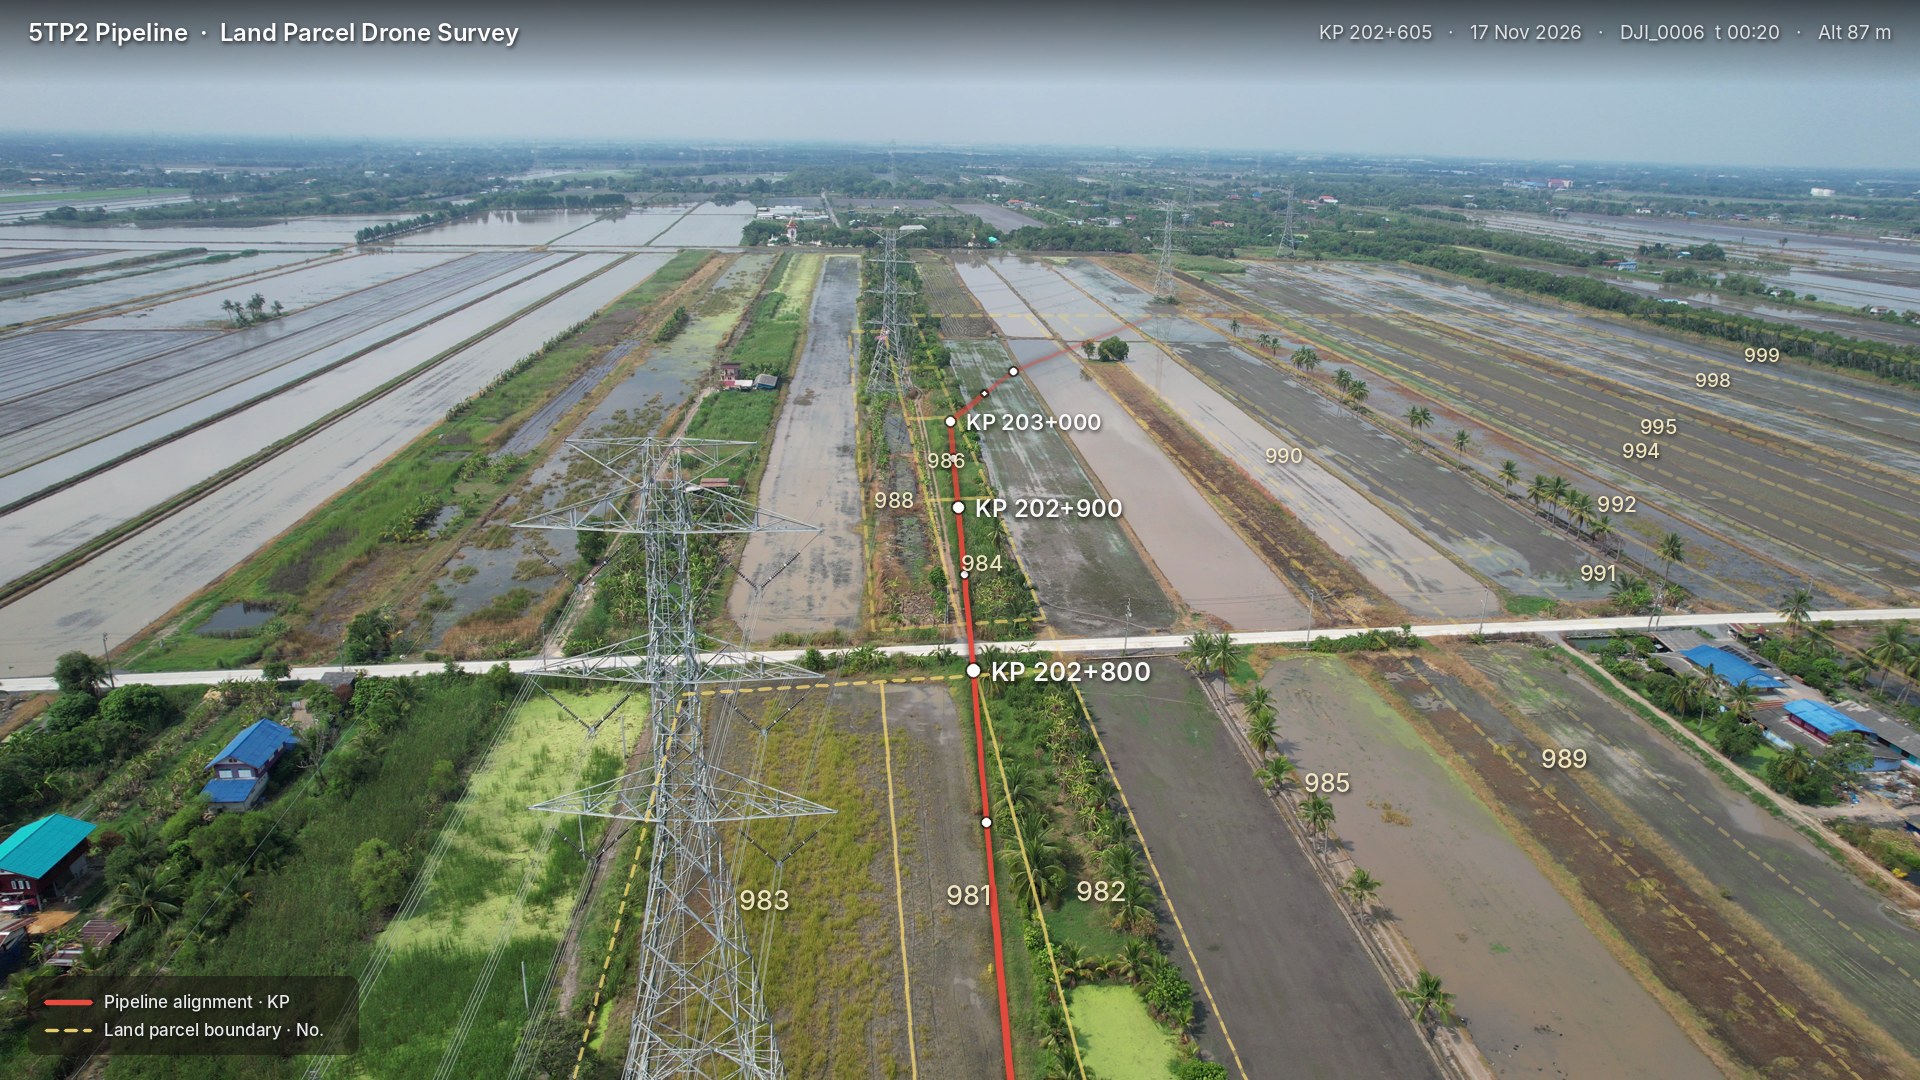 5TP2 Pipeline · Land Parcel Drone Survey
KP 202+605 · 17 Nov 2026 · DJI_0006 t 00:20 · Alt 87 m
999
998
KP 203+000
995
994
990
986
988
992
KP 202+900
984
991
KP 202+800
989
985
983
981
982
Pipeline alignment · KP
Land parcel boundary · No.